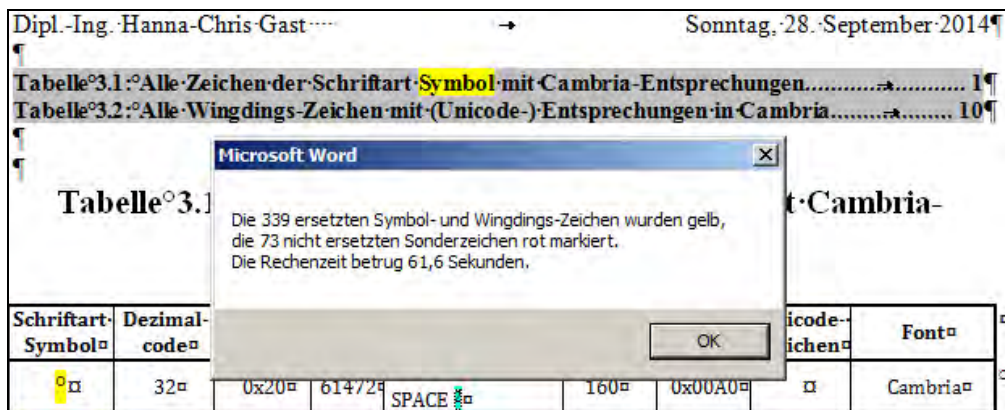 Dipl.-Ing. Hanna-Chris Gast → Sonntag, 28. September 2014¶
¶
Tabelle°3.1:°Alle·Zeichen·der·Schriftart·Symbol·mit·Cambria-Entsprechungen............→............ 1¶
Tabelle°3.2:°Alle·Wingdings-Zeichen·mit·(Unicode-)·Entsprechungen·in·Cambria.........→......... 10¶
¶
¶
Microsoft Word
Tabelle°3.1 t·Cambria-
Die 339 ersetzten Symbol- und Wingdings-Zeichen wurden gelb,
die 73 nicht ersetzten Sonderzeichen rot markiert.
Die Rechenzeit betrug 61,6 Sekunden.
OK
Schriftart- Dezimal- icode- Font¤
Symbol¤ code¤ ichen¤
°¤ 32¤ 0x20¤ 61472 SPACE ¤ 160¤ 0x00A0¤ ¤ Cambria¤